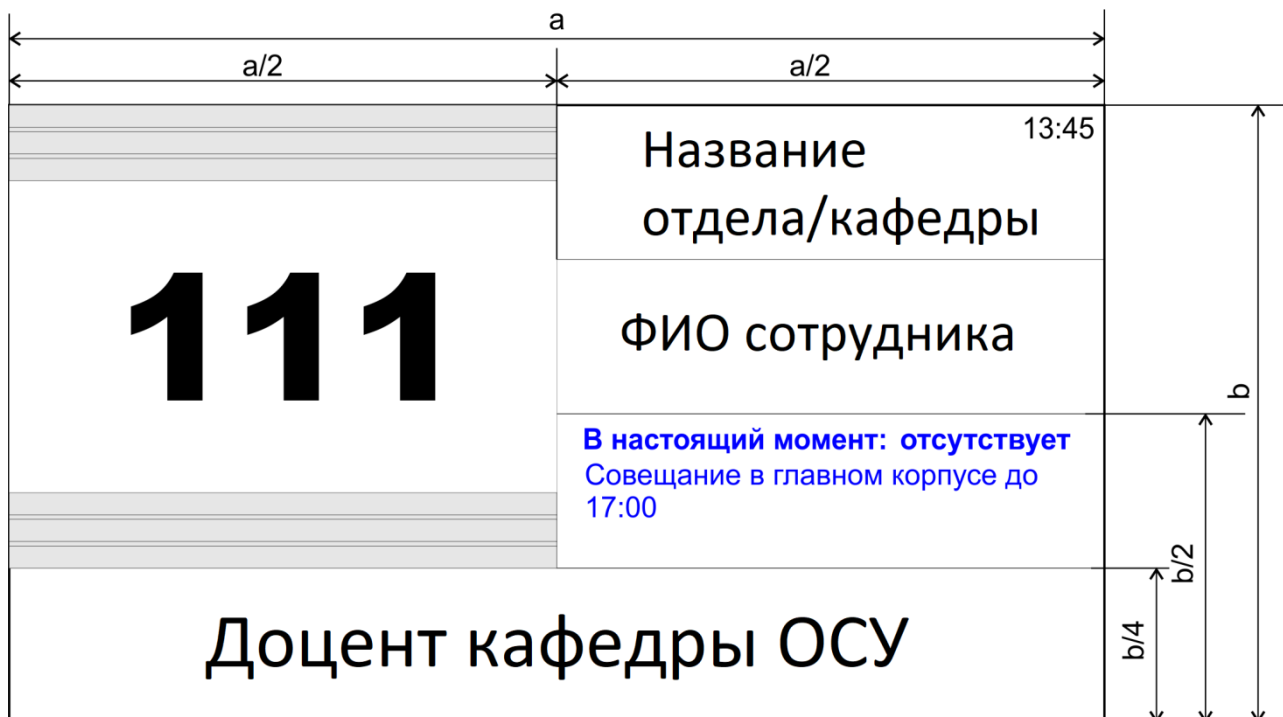 a
a/2
a/2
13:45
Название
отдела/кафедры
111
ФИО сотрудника
b
В настоящий момент: отсутствует
Совещание в главном корпусе до
17:00
b/2
b/4
Доцент кафедры ОСУ